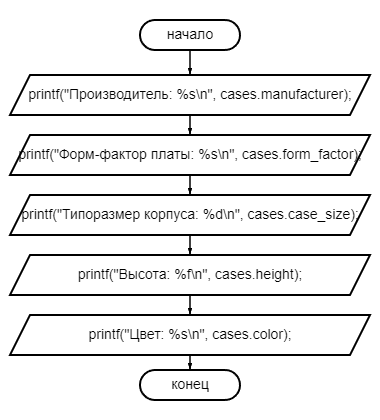 начало
printf("Производитель: %s\n", cases.manufacturer);
printf("Форм-фактор платы: %s\n", cases.form_factor);
printf("Типоразмер корпуса: %d\n", cases.case_size);
printf("Высота: %f\n", cases.height);
printf("Цвет: %s\n", cases.color);
конец